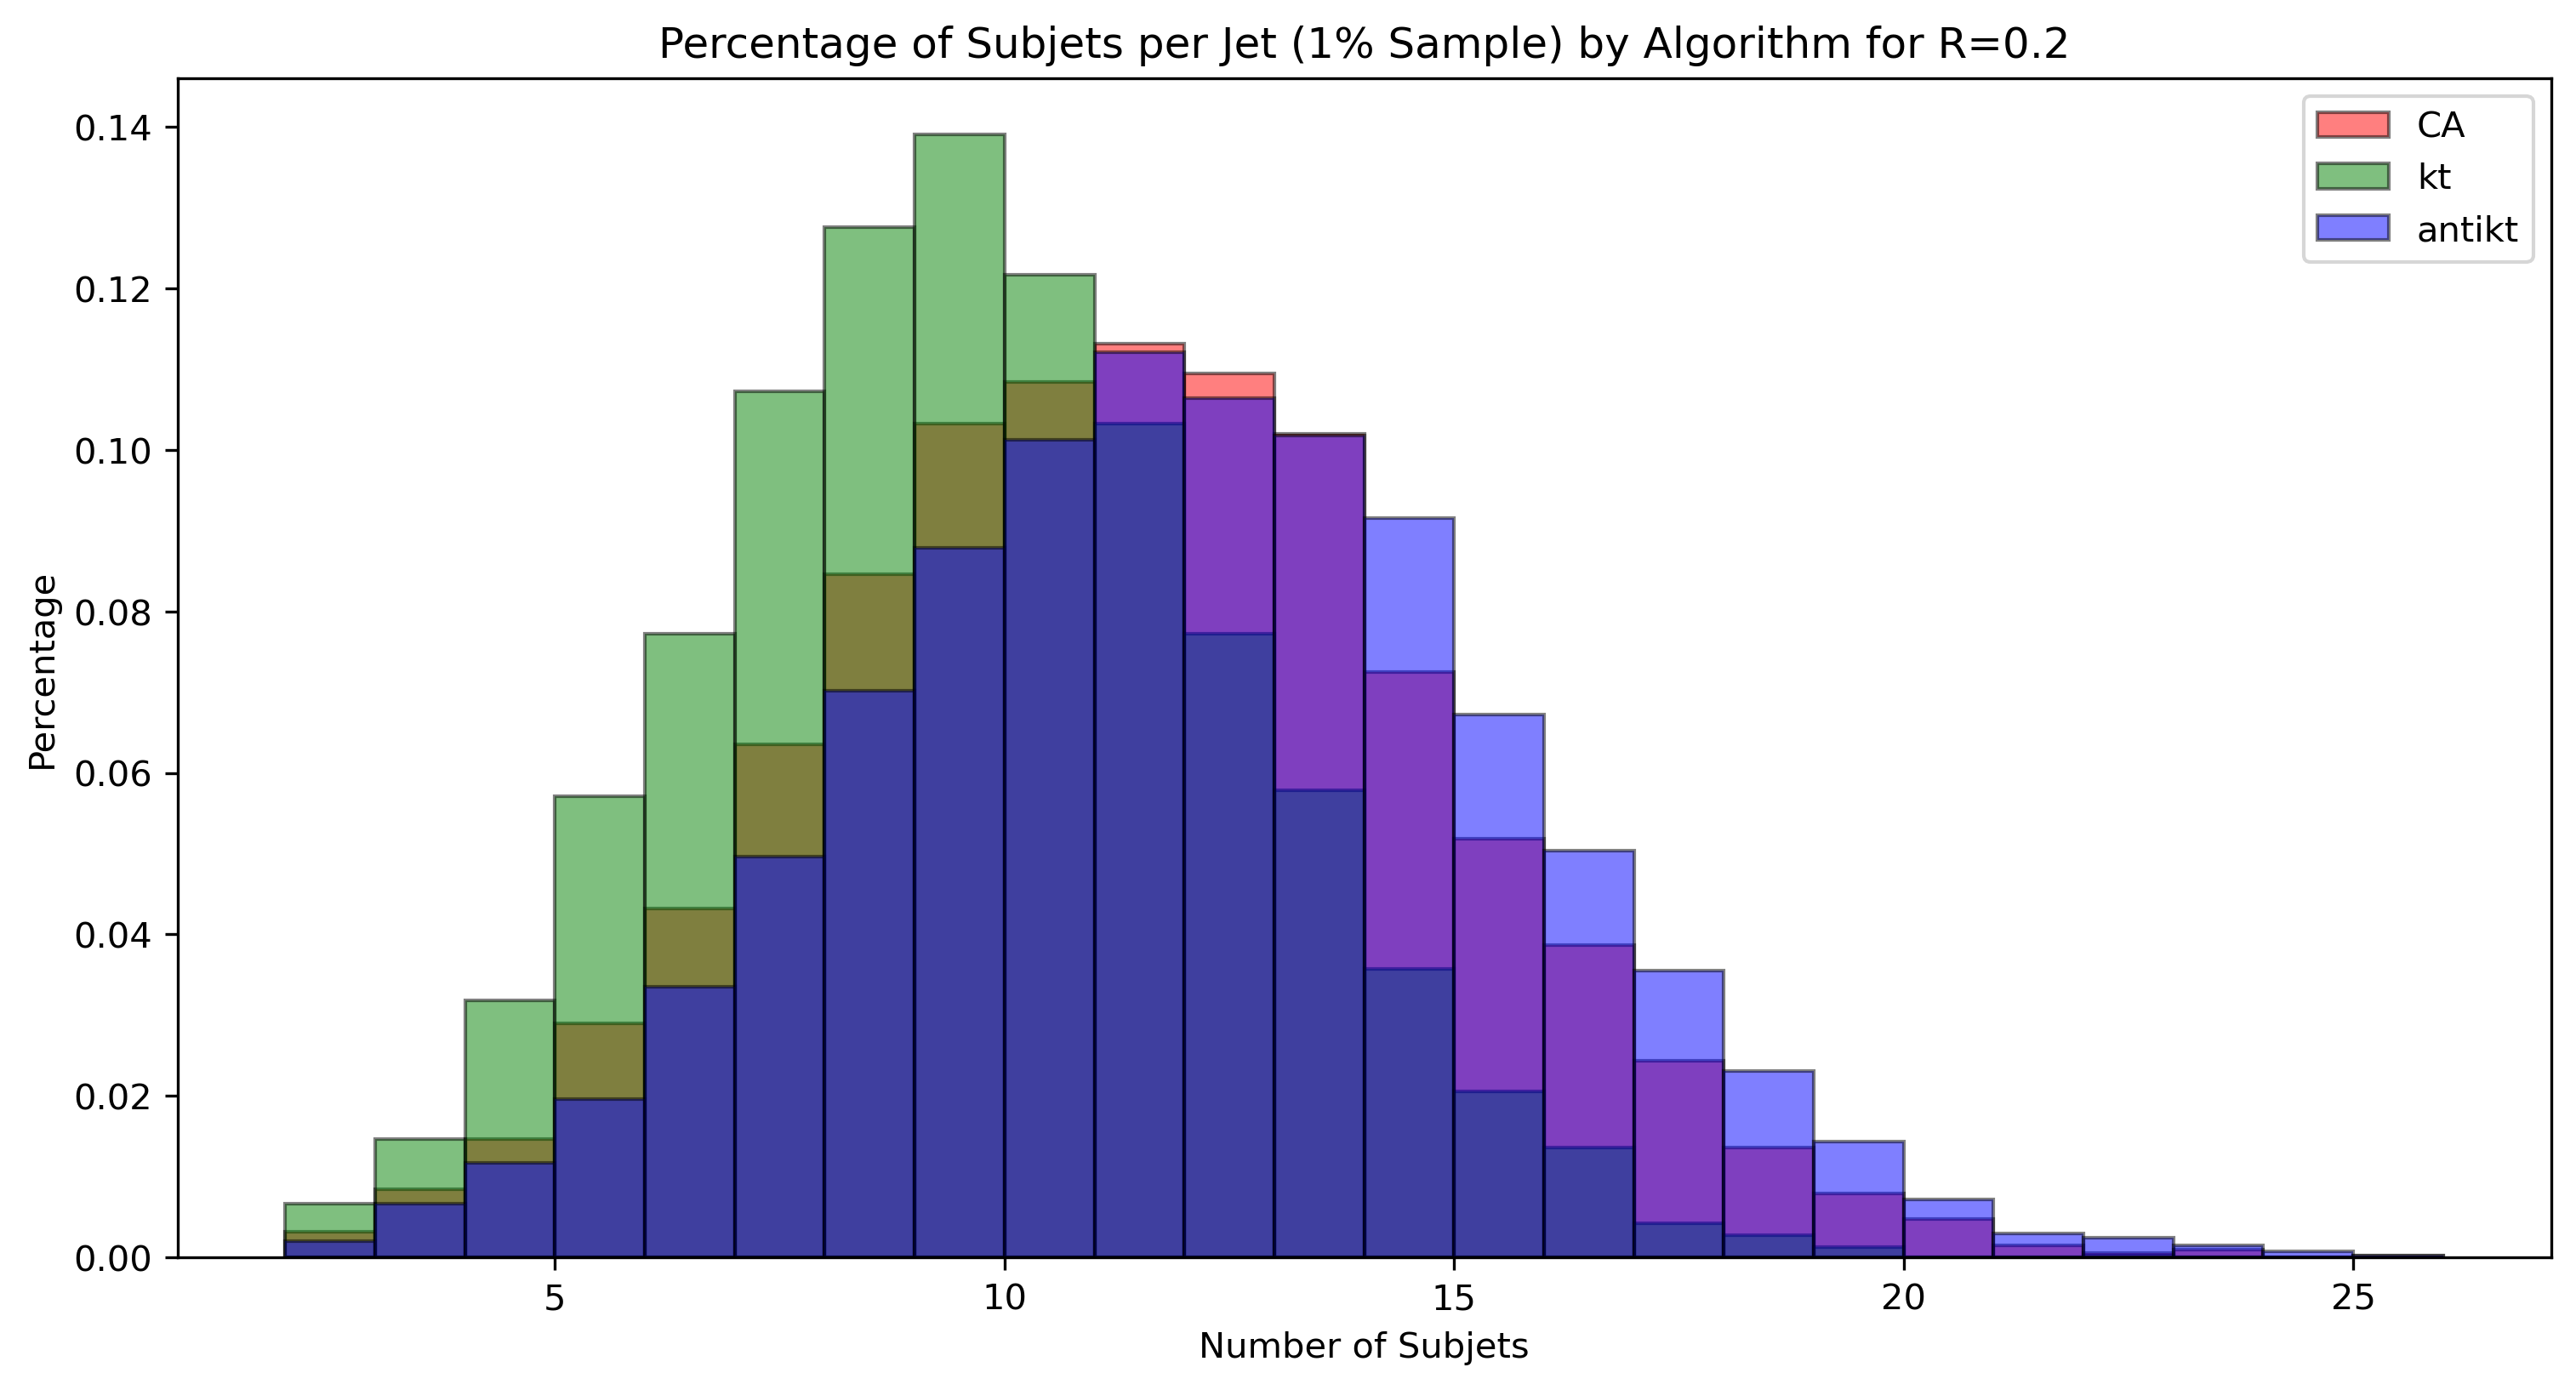 Percentage of Subjets per Jet (1% Sample) by Algorithm for R=0.2
CA
kt
antikt
Percentage
0.14
0.12
0.10
0.08
0.06
0.04
0.02
0.00
5
10
15
20
25
Number of Subjets